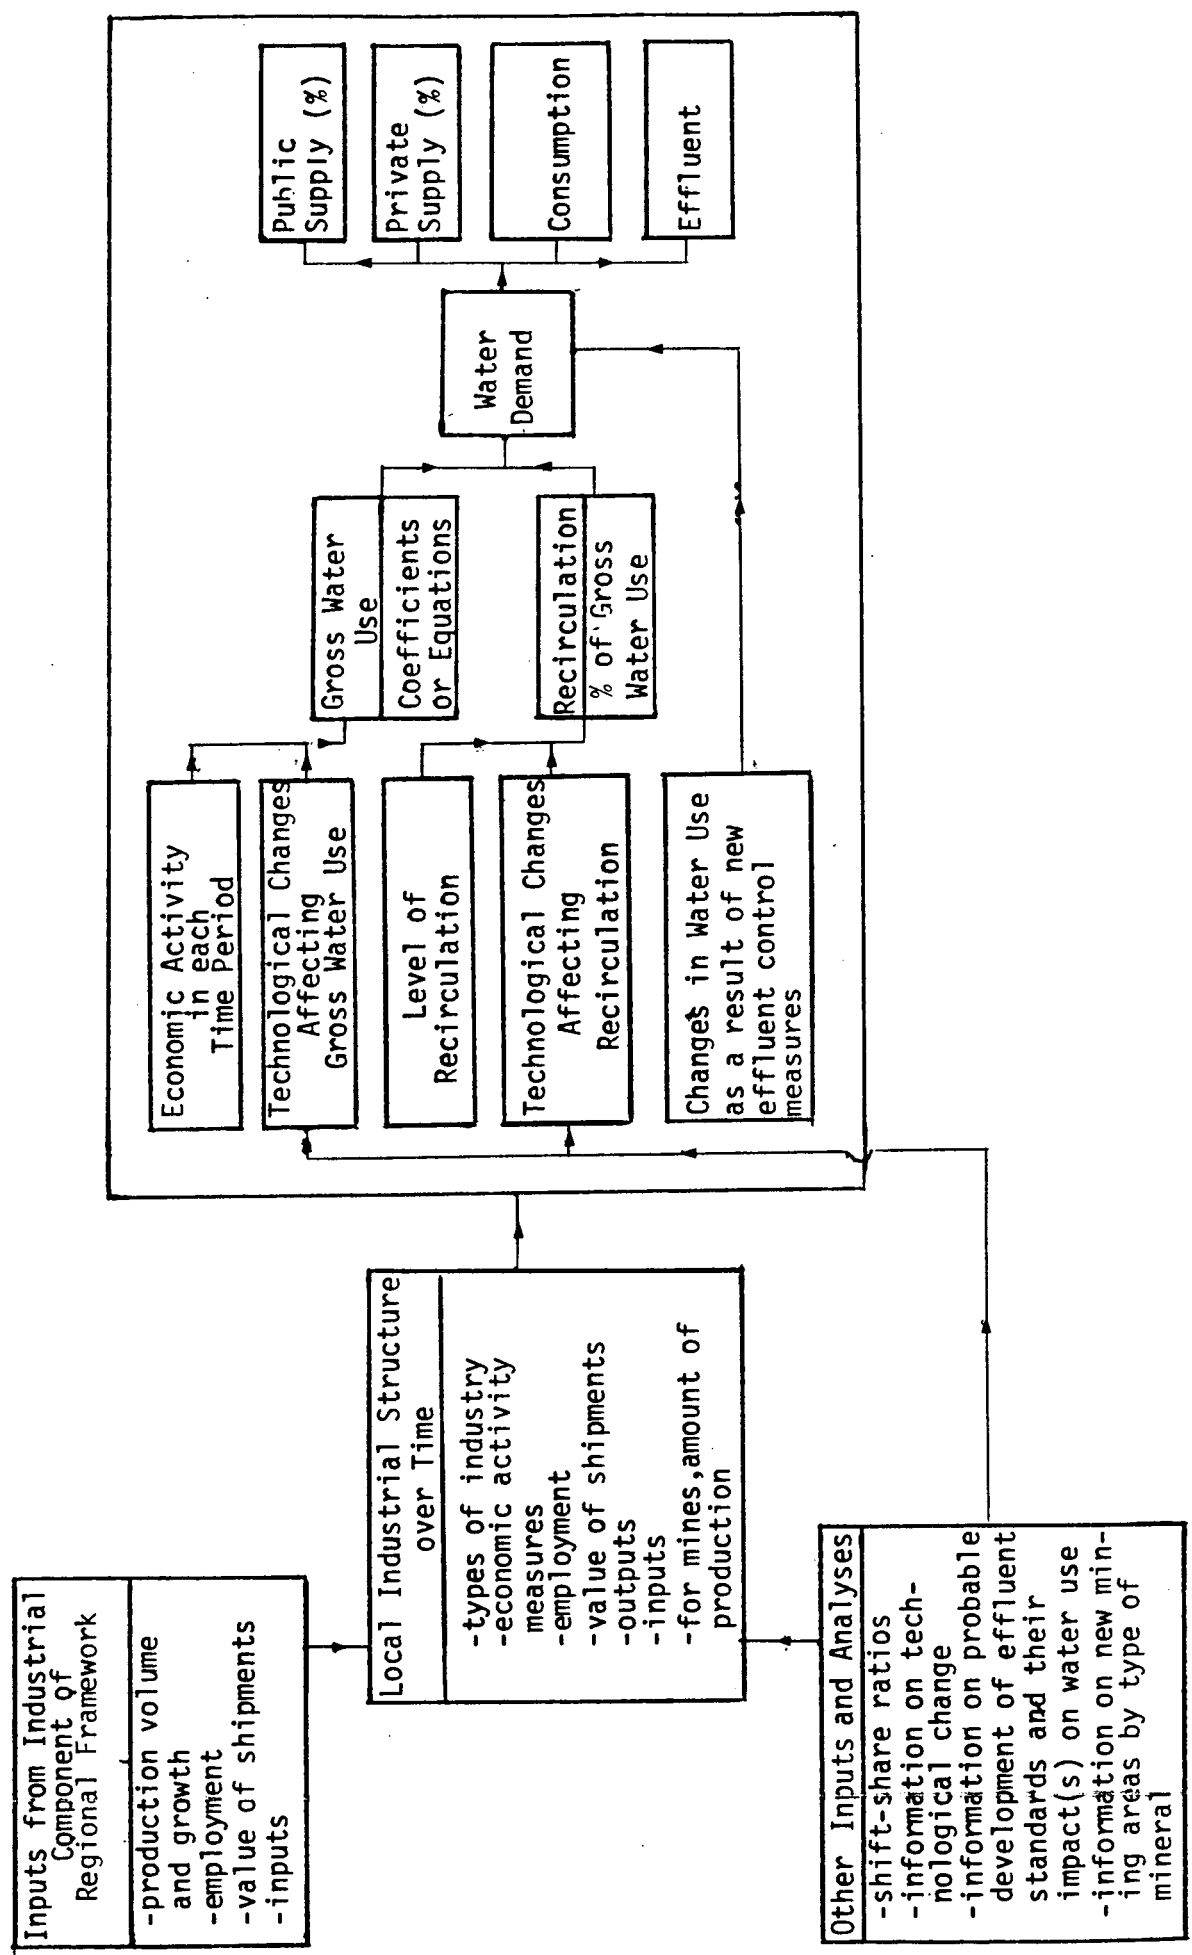 Inputs from Industrial
Component of
Regional Framework
-production volume
and growth
-employment
-value of shipments
-inputs
Local Industrial Structure
over Time
-types of industry
-economic activity
measures
-employment
-value of shipments
-outputs
-inputs
-for mines,amount of
production
Other Inputs and Analyses
-shift-share ratios
-information on tech-
nological change
-information on probable
development of effluent
standards and their
impact(s) on water use
-information on new min-
ing areas by type of
mineral
Economic Activity
in each
Time Period
Technological Changes
Affecting
Gross Water Use
Level of
Recirculation
Technological Changes
Affecting
Recirculation
Changes in Water Use
as a result of new
effluent control
measures
Gross Water
Use
Coefficients
or Equations
Recirculation
% of Gross
Water Use
Water
Demand
Public
Supply (%)
Private
Supply (%)
Consumption
Effluent